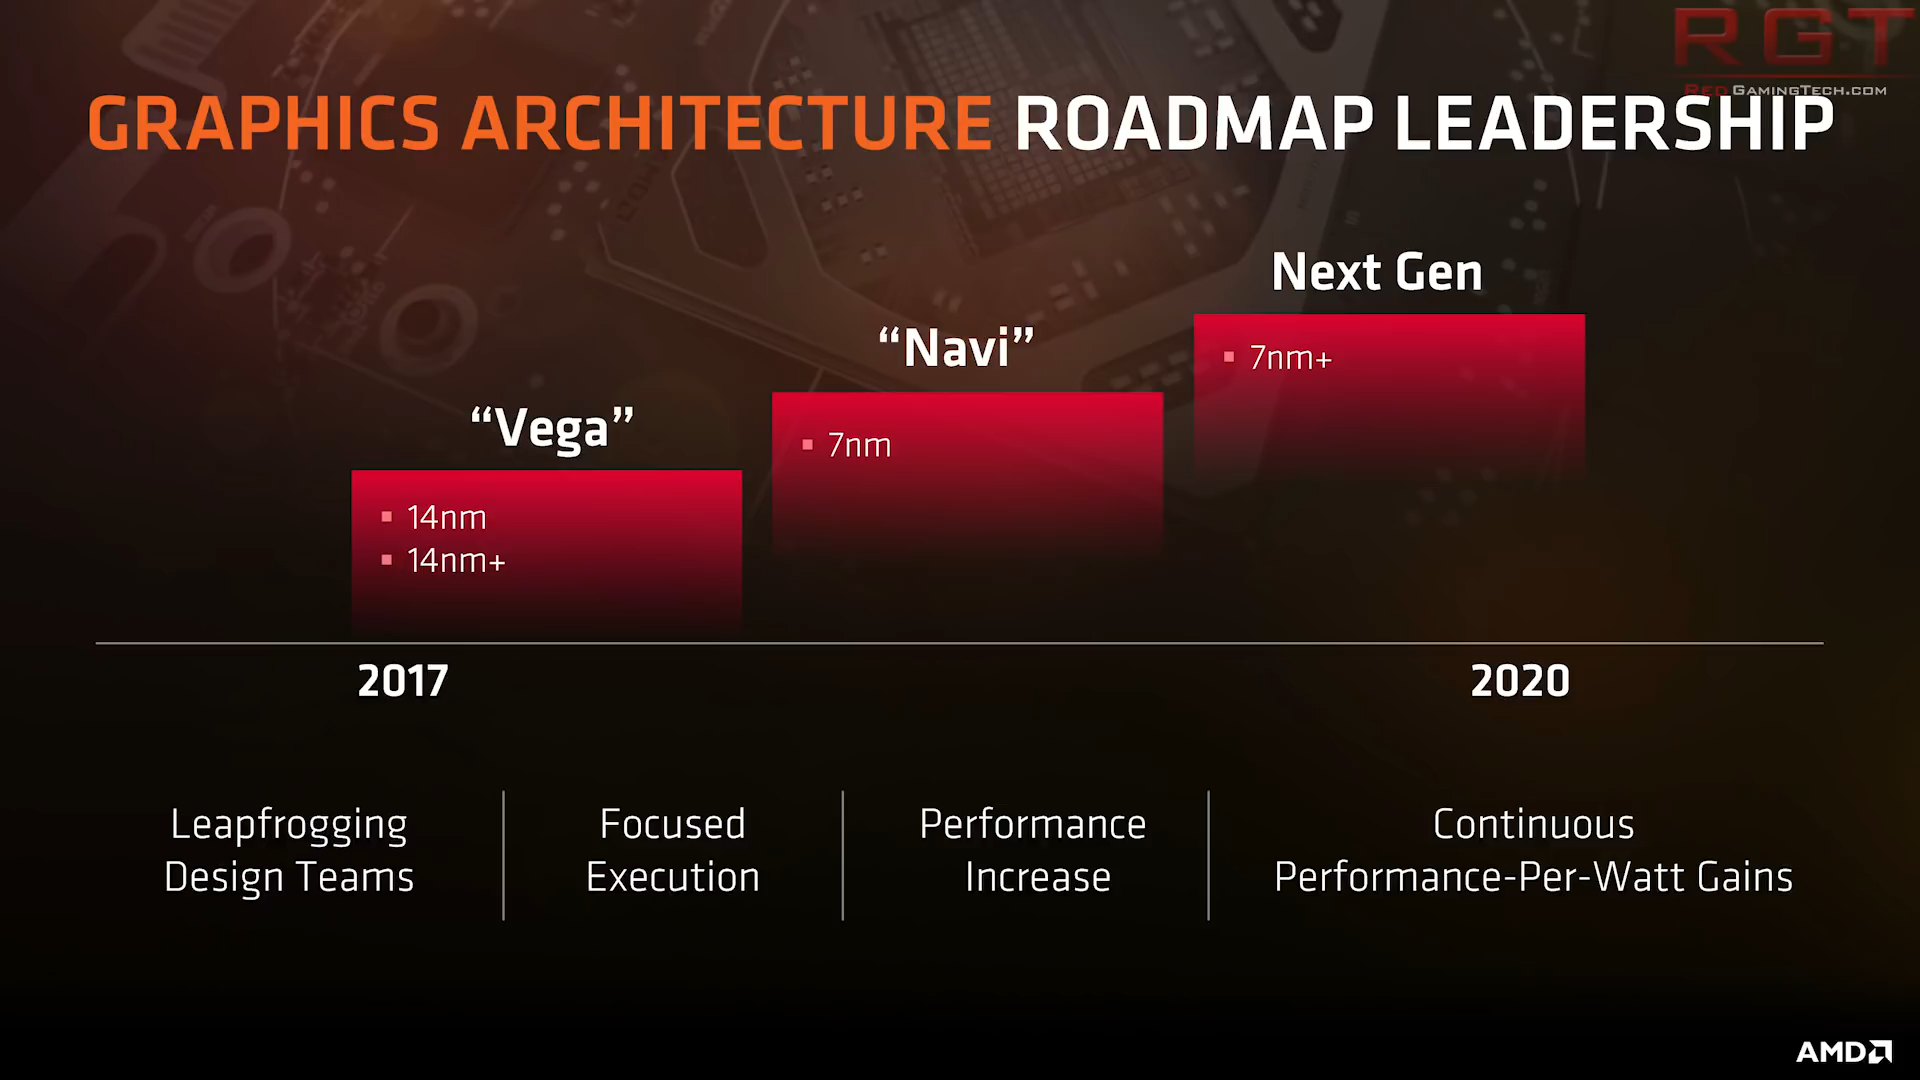 RGT
RedGamingTech.com
GRAPHICS ARCHITECTURE ROADMAP LEADERSHIP
Next Gen
▪ 7nm+
“Navi”
▪ 7nm
“Vega”
▪ 14nm
▪ 14nm+
2017
2020
Leapfrogging
Design Teams
Focused
Execution
Performance
Increase
Continuous
Performance-Per-Watt Gains
AMD